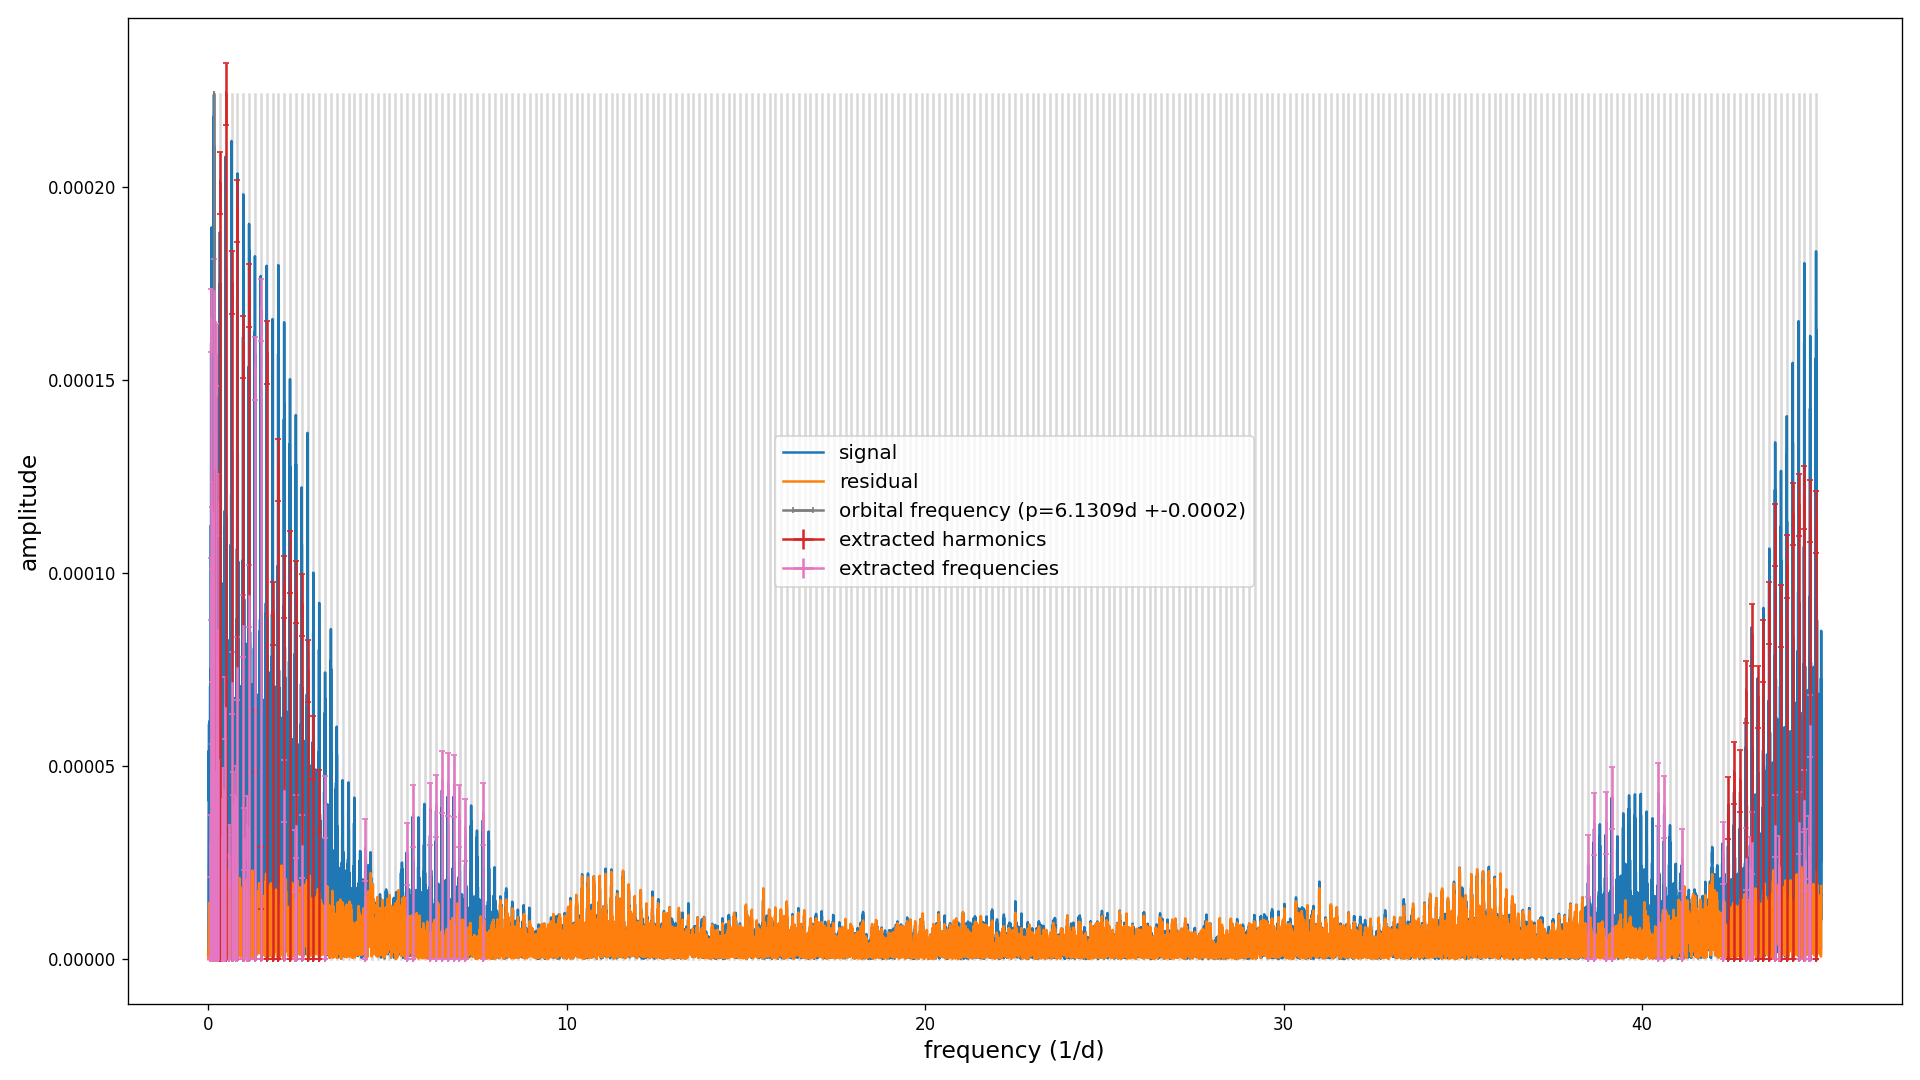 0.00020
0.00015
0.00010
0.00005
0.00000
amplitude
signal
residual
orbital frequency (p=6.1309d +-0.0002)
extracted harmonics
extracted frequencies
0 10 20 30 40
frequency (1/d)